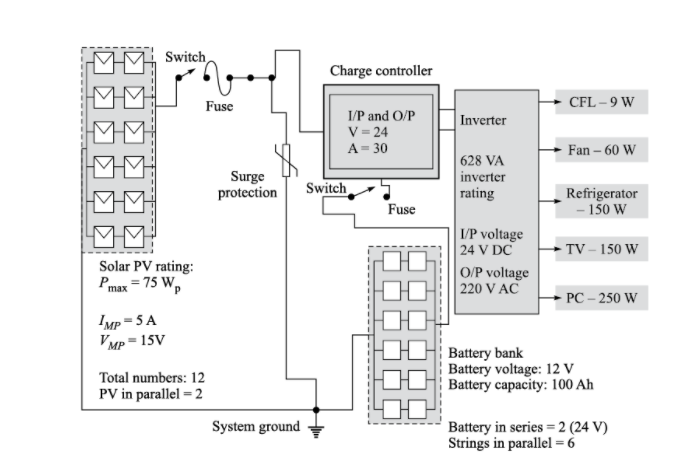 Switch
Fuse
Charge controller
I/P and O/P
V = 24
A = 30
Surge
protection
Switch
Fuse
Inverter
628 VA
inverter
rating
I/P voltage
24 V DC
O/P voltage
220 V AC
CFL – 9 W
Fan – 60 W
Refrigerator
– 150 W
TV – 150 W
PC – 250 W
Solar PV rating:
Pmax = 75 Wp
IMP = 5 A
VMP = 15V
Total numbers: 12
PV in parallel = 2
System ground
Battery bank
Battery voltage: 12 V
Battery capacity: 100 Ah
Battery in series = 2 (24 V)
Strings in parallel = 6